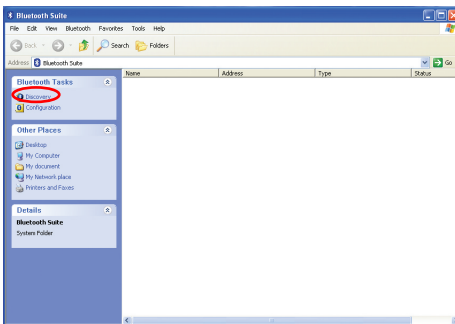 Bluetooth Suite
File Edit View Bluetooth Favorites Tools Help
Back Search Folders
Address Bluetooth Suite Go
Name Address Type Status
Bluetooth Tasks
Discovery
Configuration
Other Places
Desktop
My Computer
My document
My Network place
Printers and Faxes
Details
Bluetooth Suite
System Folder